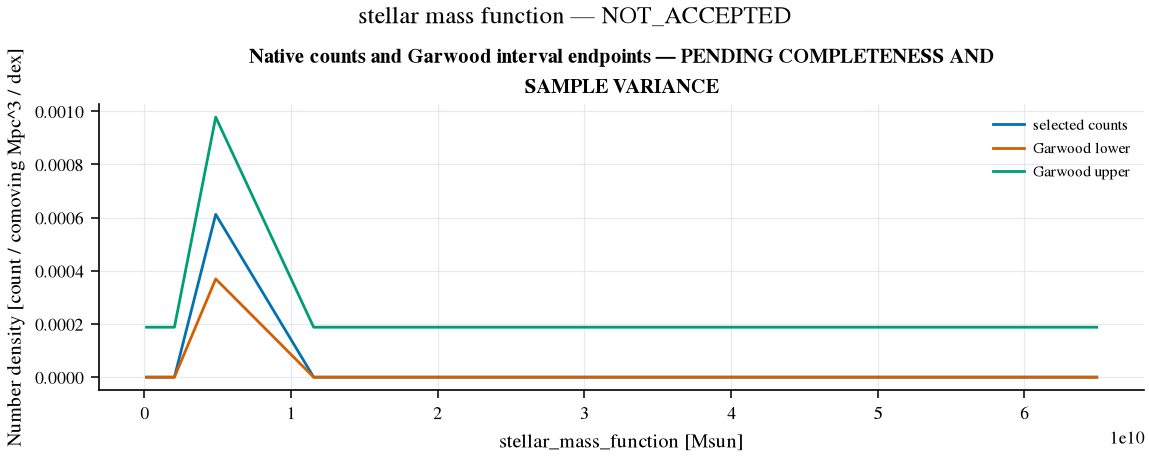 stellar mass function — NOT_ACCEPTED
Native counts and Garwood interval endpoints — PENDING COMPLETENESS AND
SAMPLE VARIANCE
Number density [count / comoving Mpc^3 / dex]
0.0010
0.0008
0.0006
0.0004
0.0002
0.0000
selected counts
Garwood lower
Garwood upper
0 1 2 3 4 5 6
1e10
stellar_mass_function [Msun]